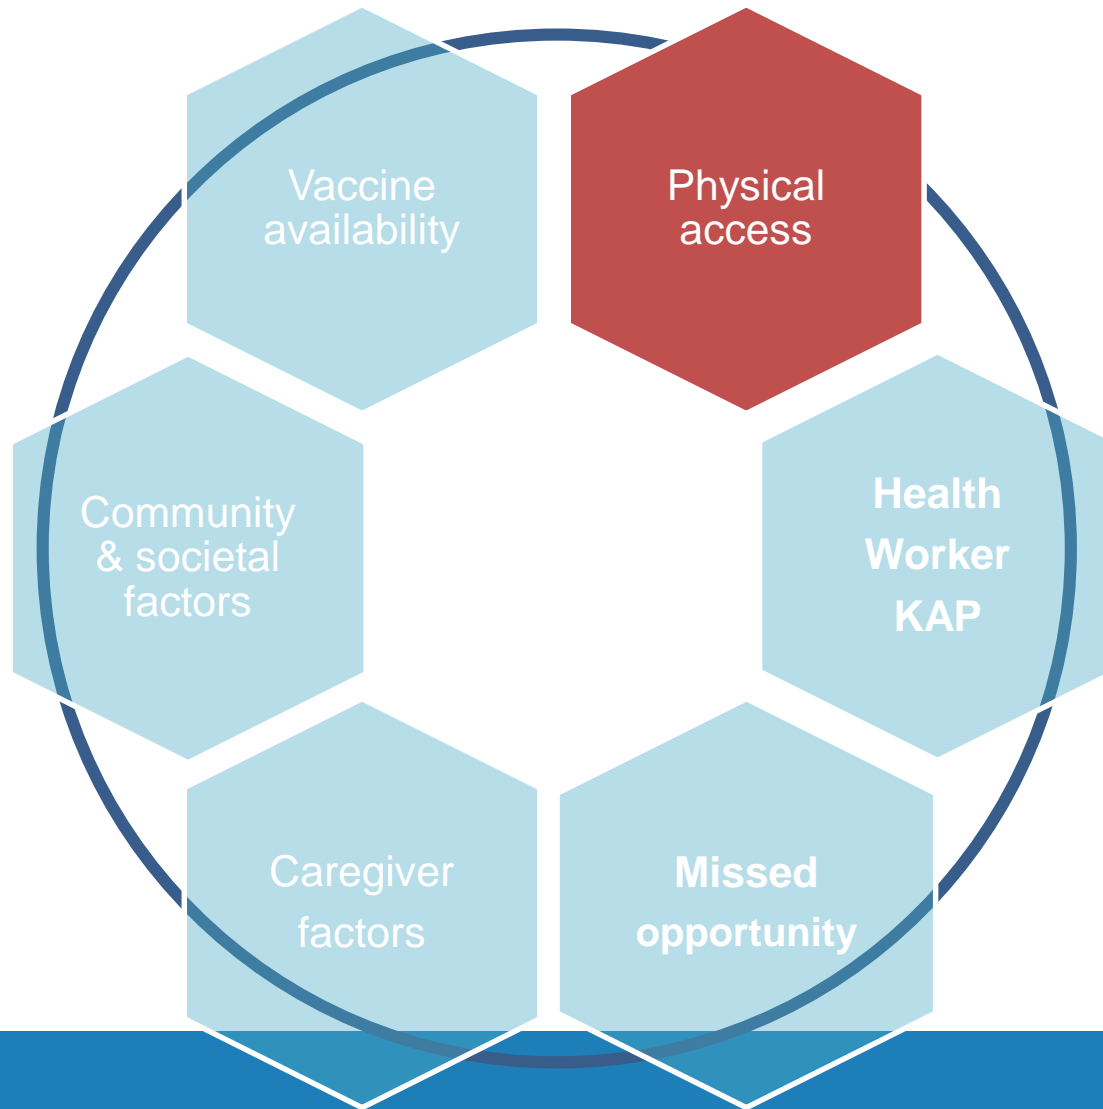 Vaccine
availability
Physical
access
Community
& societal
factors
Health
Worker
KAP
Caregiver
factors
Missed
opportunity